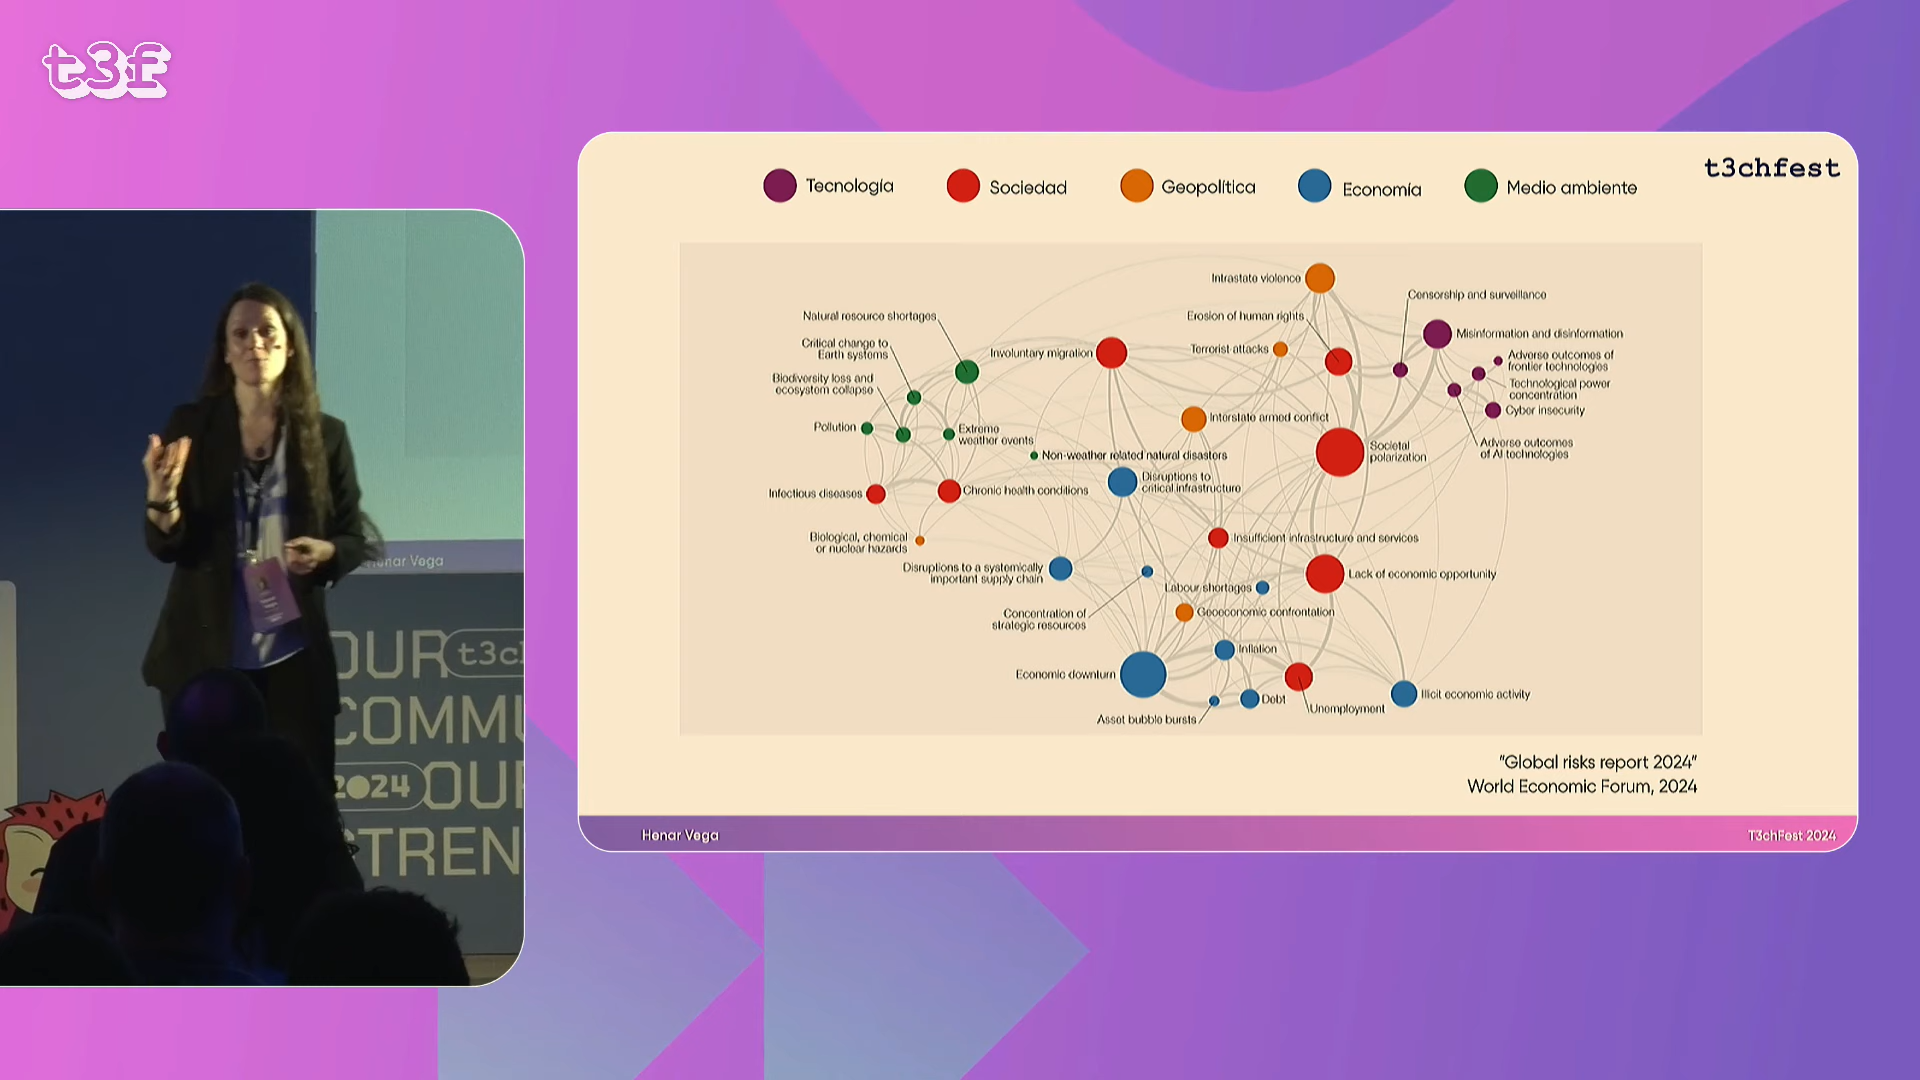 t3f
t3chfest
Tecnología
Sociedad
Geopolítica
Economía
Medio ambiente
Intrastate violence
Censorship and surveillance
Natural resource shortages
Erosion of human rights
Misinformation and disinformation
Critical change to
Earth systems
Involuntary migration
Terrorist attacks
Adverse outcomes of
frontier technologies
Biodiversity loss and
ecosystem collapse
Technological power
concentration
Cyber insecurity
Pollution
Extreme
weather events
Interstate armed conflict
Societal
polarization
Adverse outcomes
of AI technologies
Non-weather related natural disasters
Disruptions to
critical infrastructure
Infectious diseases
Chronic health conditions
Biological, chemical
or nuclear hazards
Insufficient infrastructure and services
Disruptions to a systemically
important supply chain
Labour shortages
Lack of economic opportunity
Concentration of
strategic resources
Geoeconomic confrontation
Inflation
Economic downturn
Debt
Unemployment
Illicit economic activity
Asset bubble bursts
"Global risks report 2024"
World Economic Forum, 2024
Henar Vega
T3chFest 2024
Henar Vega
OUR t3ch
COMMU
2024 OUR
STREN